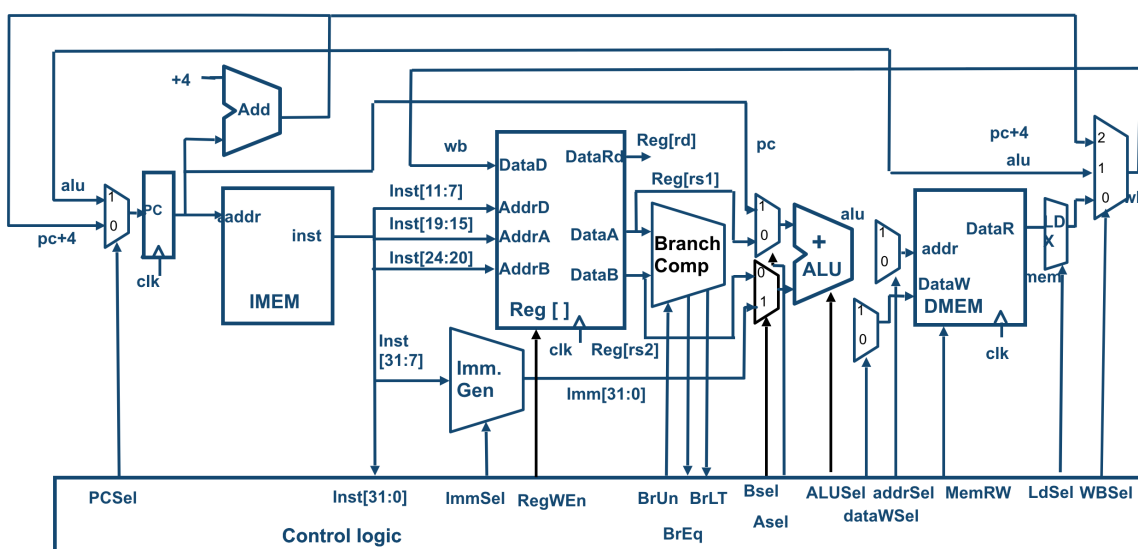 +4
Add
alu
1
0
pc+4
PC
clk
addr
inst
IMEM
wb
Inst[11:7]
Inst[19:15]
Inst[24:20]
DataD
DataRd
AddrD
AddrA
DataA
AddrB
DataB
Reg [ ]
clk
Reg[rd]
Reg[rs1]
Reg[rs2]
Branch
Comp
Inst
[31:7]
Imm.
Gen
Imm[31:0]
pc
1
0
0
1
+
ALU
alu
1
0
1
0
addr
DataR
DataW
DMEM
clk
LD
X
mem
pc+4
alu
2
1
0
PCSel
Inst[31:0]
ImmSel
RegWEn
BrUn
BrLT
BrEq
Bsel
Asel
ALUSel
addrSel
dataWSel
MemRW
LdSel
WBSel
Control logic